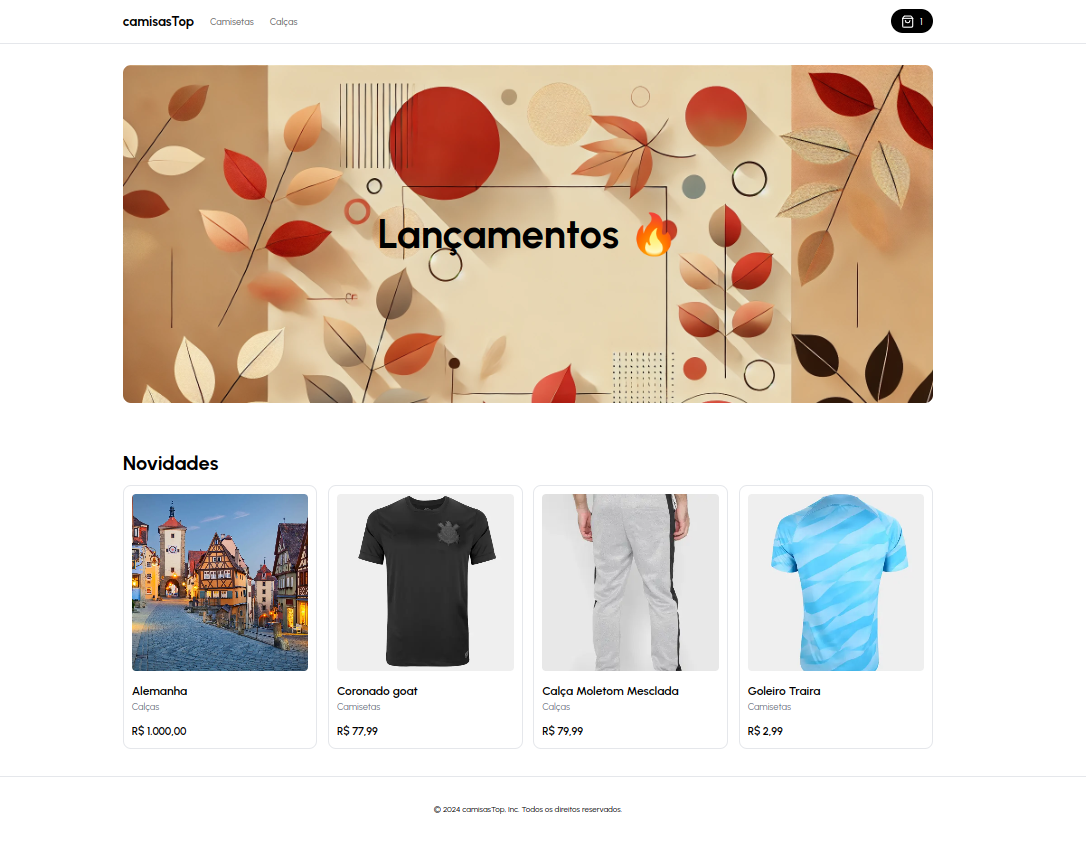 camisasTop
Camisetas
Calças
1
Lançamentos 🔥
Novidades
Alemanha
Calças
R$ 1.000,00
Coronado goat
Camisetas
R$ 77,99
Calça Moletom Mesclada
Calças
R$ 79,99
Goleiro Traira
Camisetas
R$ 2,99
© 2024 camisasTop. Inc. Todos os direitos reservados.